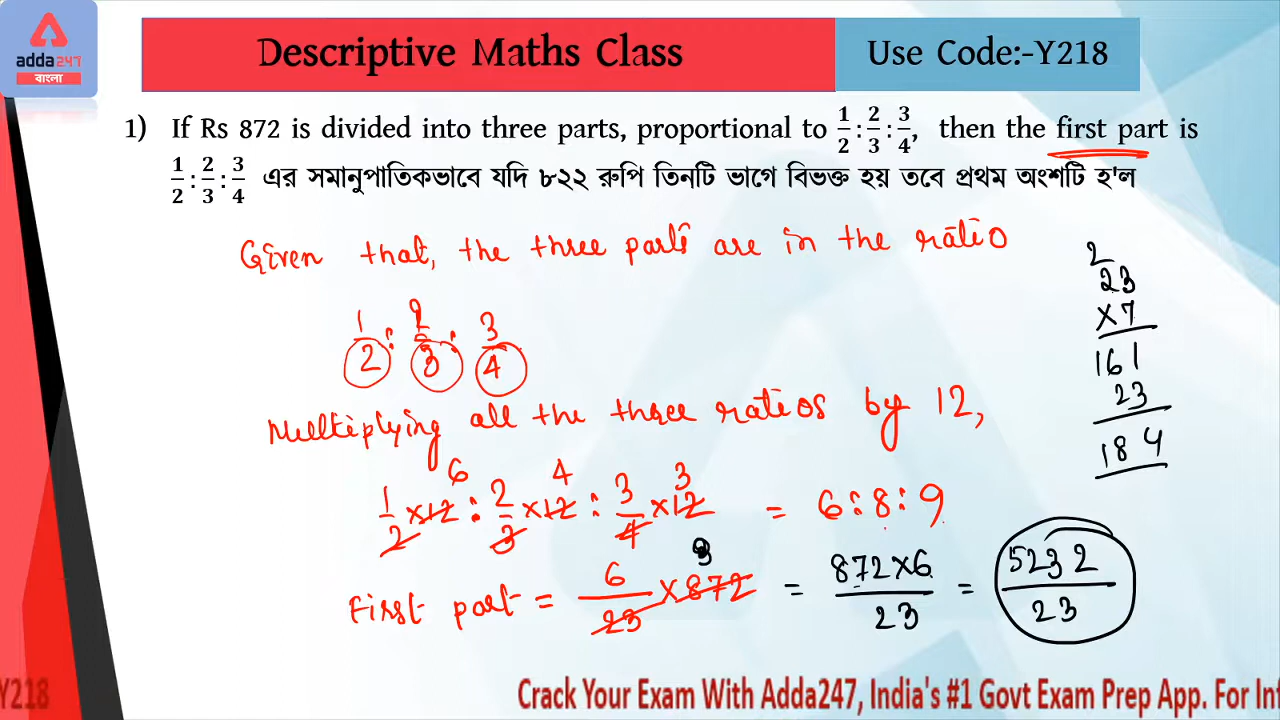 adda247
বাংলা
Descriptive Maths Class
Use Code:-Y218
1) If Rs 872 is divided into three parts, proportional to 1/2 : 2/3 : 3/4, then the first part is
1/2 : 2/3 : 3/4 এর সমানুপাতিকভাবে যদি ৮২২ রুপি তিনটি ভাগে বিভক্ত হয় তবে প্রথম অংশটি হ'ল
Given that, the three parts are in the ratio
1/2 : 2/3 : 3/4
Multiplying all the three ratios by 12,
1/2 × 12 6 : 2/3 × 12 4 : 3/4 × 12 3 = 6 : 8 : 9
First part = 6/23 × 872 = 872 × 6/23 = 5232/23
2
23
× 7
161
23
184
Y218
Crack Your Exam With Adda247, India's #1 Govt Exam Prep App. For